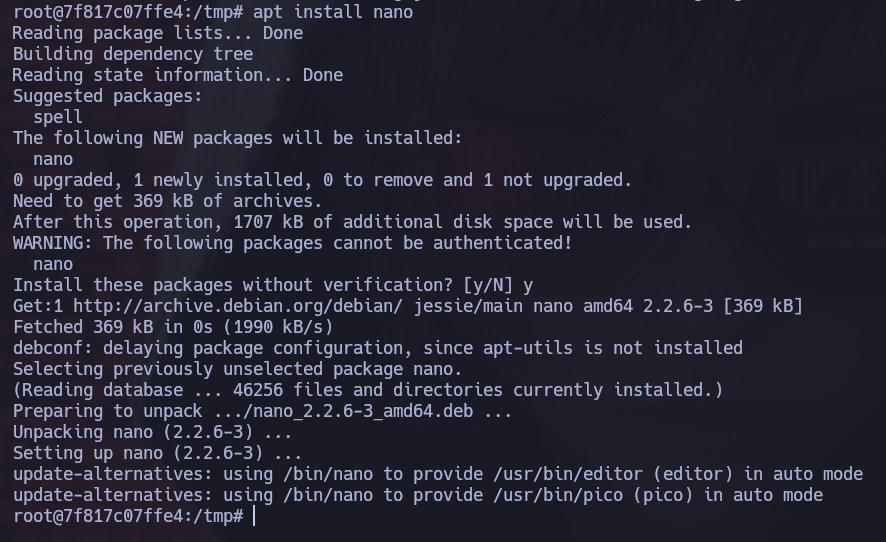 root@7f817c07ffe4:/tmp# apt install nano
Reading package lists... Done
Building dependency tree
Reading state information... Done
Suggested packages:
  spell
The following NEW packages will be installed:
  nano
0 upgraded, 1 newly installed, 0 to remove and 1 not upgraded.
Need to get 369 kB of archives.
After this operation, 1707 kB of additional disk space will be used.
WARNING: The following packages cannot be authenticated!
  nano
Install these packages without verification? [y/N] y
Get:1 http://archive.debian.org/debian/ jessie/main nano amd64 2.2.6-3 [369 kB]
Fetched 369 kB in 0s (1990 kB/s)
debconf: delaying package configuration, since apt-utils is not installed
Selecting previously unselected package nano.
(Reading database ... 46256 files and directories currently installed.)
Preparing to unpack .../nano_2.2.6-3_amd64.deb ...
Unpacking nano (2.2.6-3) ...
Setting up nano (2.2.6-3) ...
update-alternatives: using /bin/nano to provide /usr/bin/editor (editor) in auto mode
update-alternatives: using /bin/nano to provide /usr/bin/pico (pico) in auto mode
root@7f817c07ffe4:/tmp#